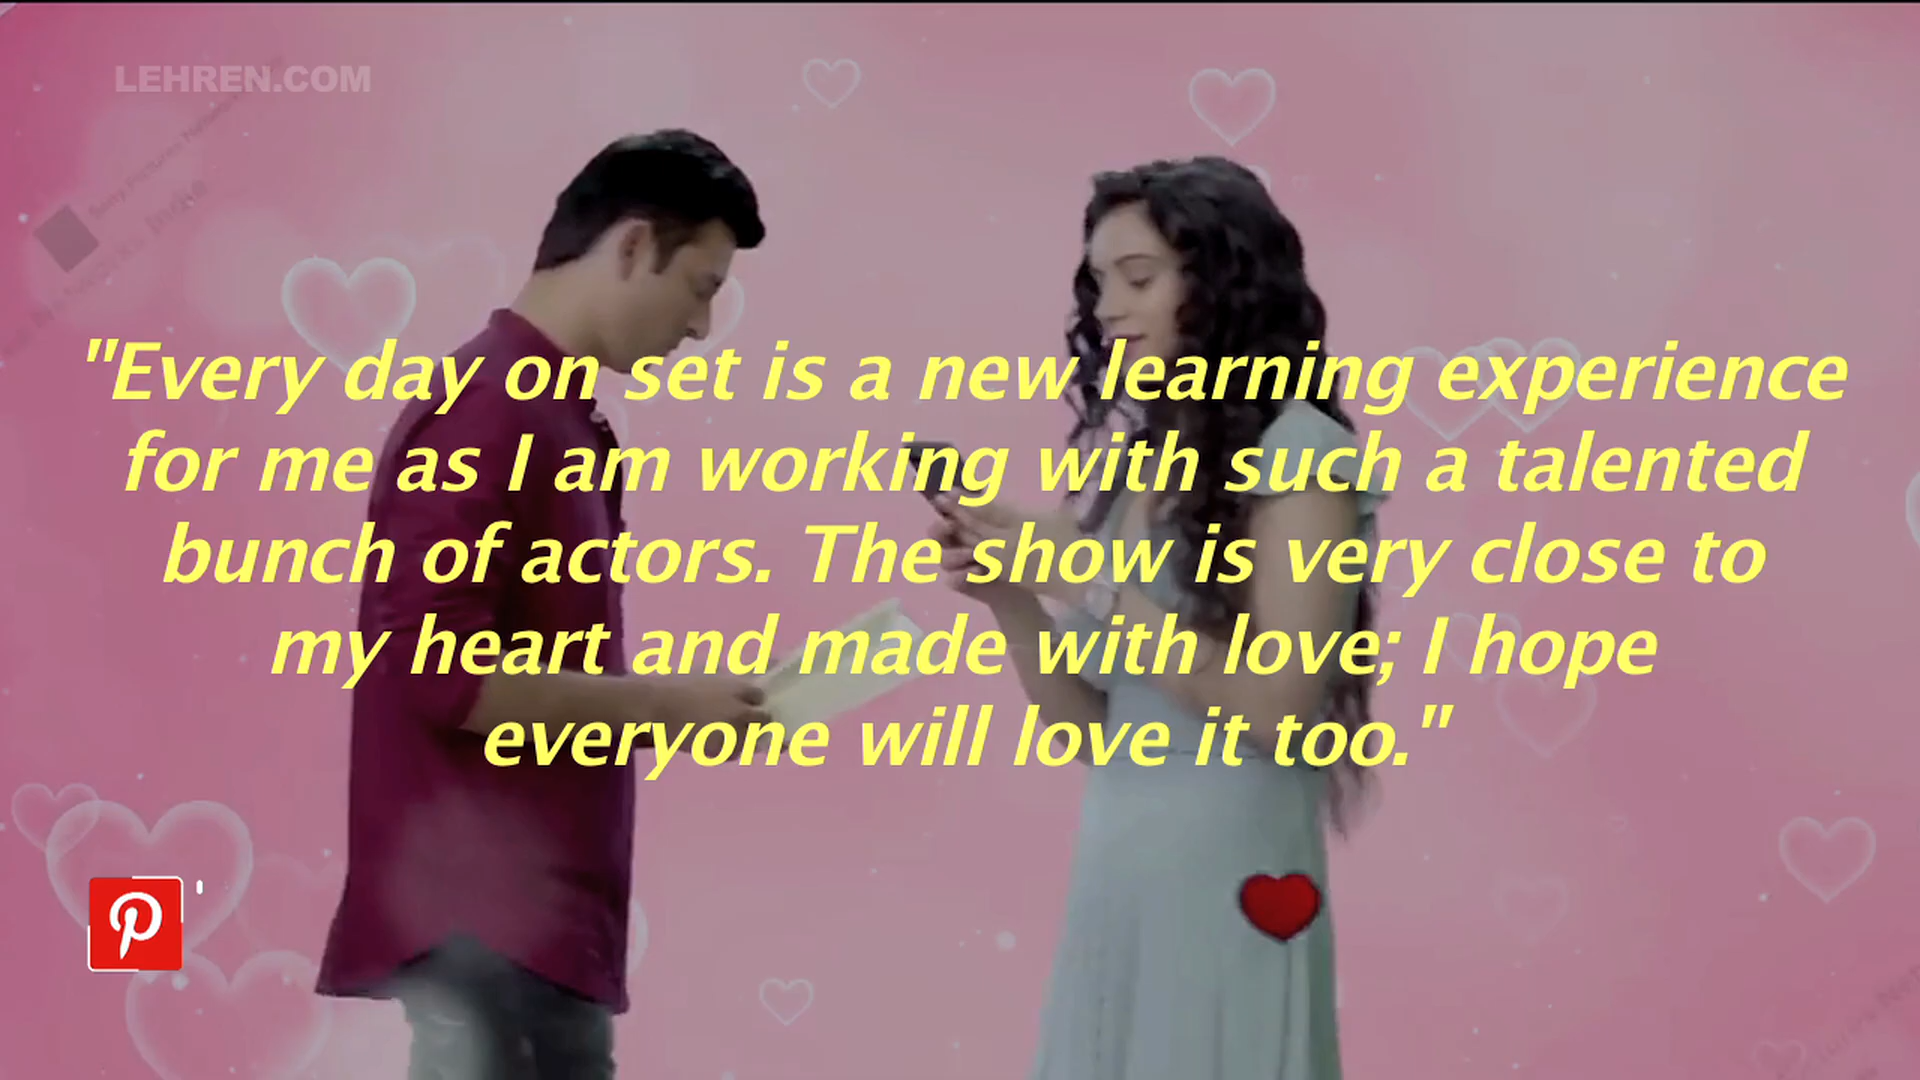 LEHREN.COM
"Every day on set is a new learning experience
for me as I am working with such a talented
bunch of actors. The show is very close to
my heart and made with love; I hope
everyone will love it too."